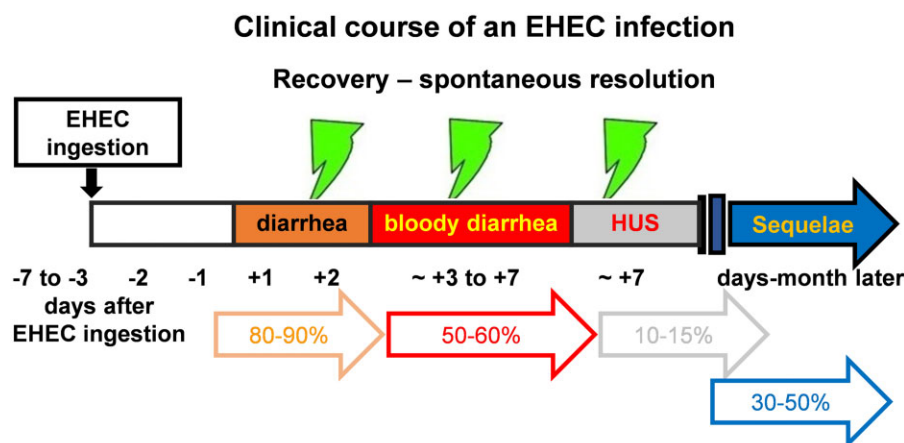 Clinical course of an EHEC infection
Recovery – spontaneous resolution
EHEC
ingestion
diarrhea
bloody diarrhea
HUS
Sequelae
-7 to -3 -2 -1 +1 +2 ~ +3 to +7 ~ +7 days-month later
days after
EHEC ingestion
80-90%
50-60%
10-15%
30-50%